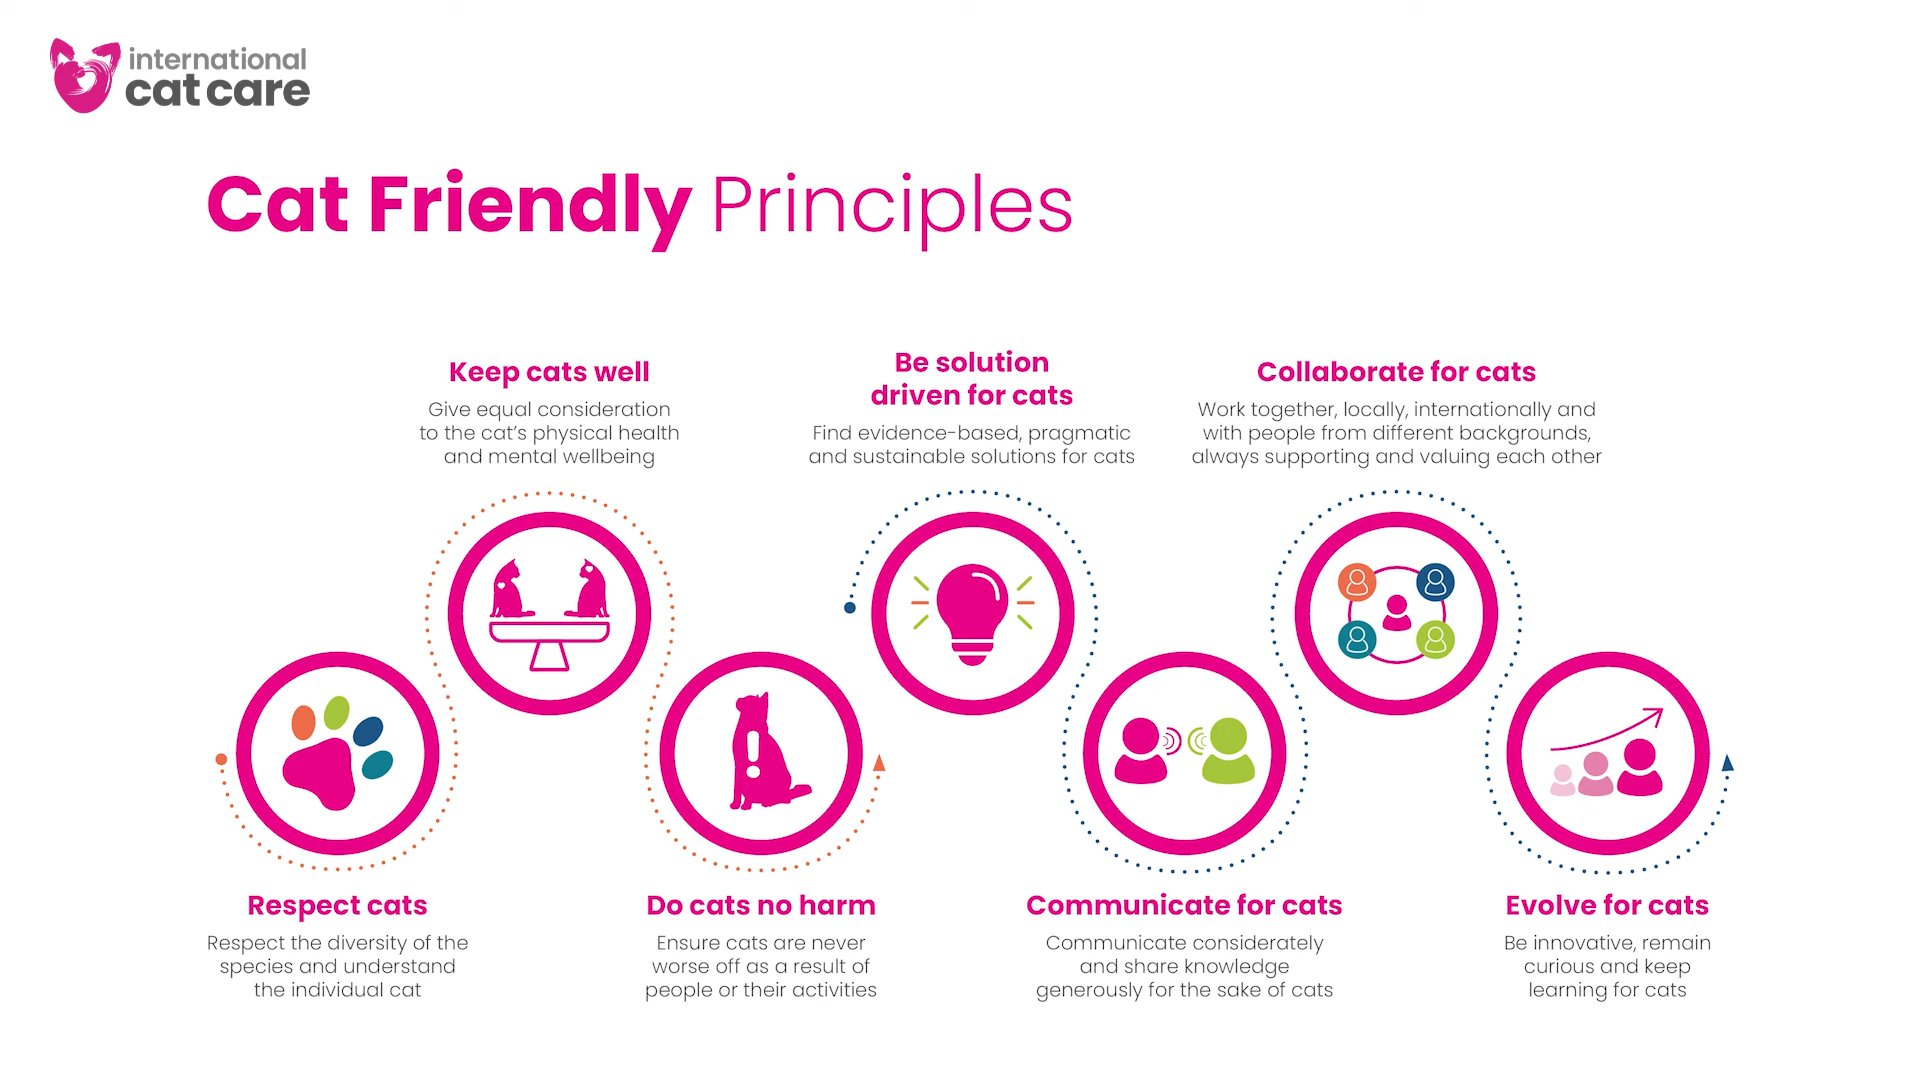 international
cat care
Cat Friendly Principles
Respect cats
Respect the diversity of the
species and understand
the individual cat
Keep cats well
Give equal consideration
to the cat's physical health
and mental wellbeing
Do cats no harm
Ensure cats are never
worse off as a result of
people or their activities
Be solution
driven for cats
Find evidence-based, pragmatic
and sustainable solutions for cats
Communicate for cats
Communicate considerately
and share knowledge
generously for the sake of cats
Collaborate for cats
Work together, locally, internationally and
with people from different backgrounds,
always supporting and valuing each other
Evolve for cats
Be innovative, remain
curious and keep
learning for cats